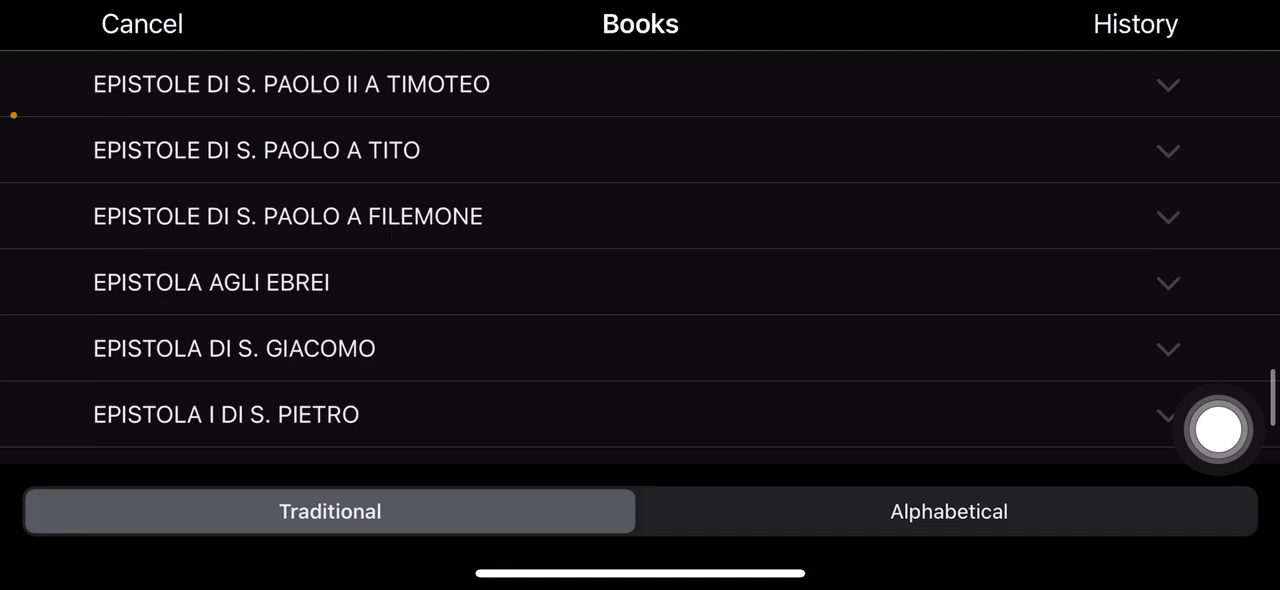 Cancel
Books
History
EPISTOLE DI S. PAOLO II A TIMOTEO
EPISTOLE DI S. PAOLO A TITO
EPISTOLE DI S. PAOLO A FILEMONE
EPISTOLA AGLI EBREI
EPISTOLA DI S. GIACOMO
EPISTOLA I DI S. PIETRO
Traditional
Alphabetical